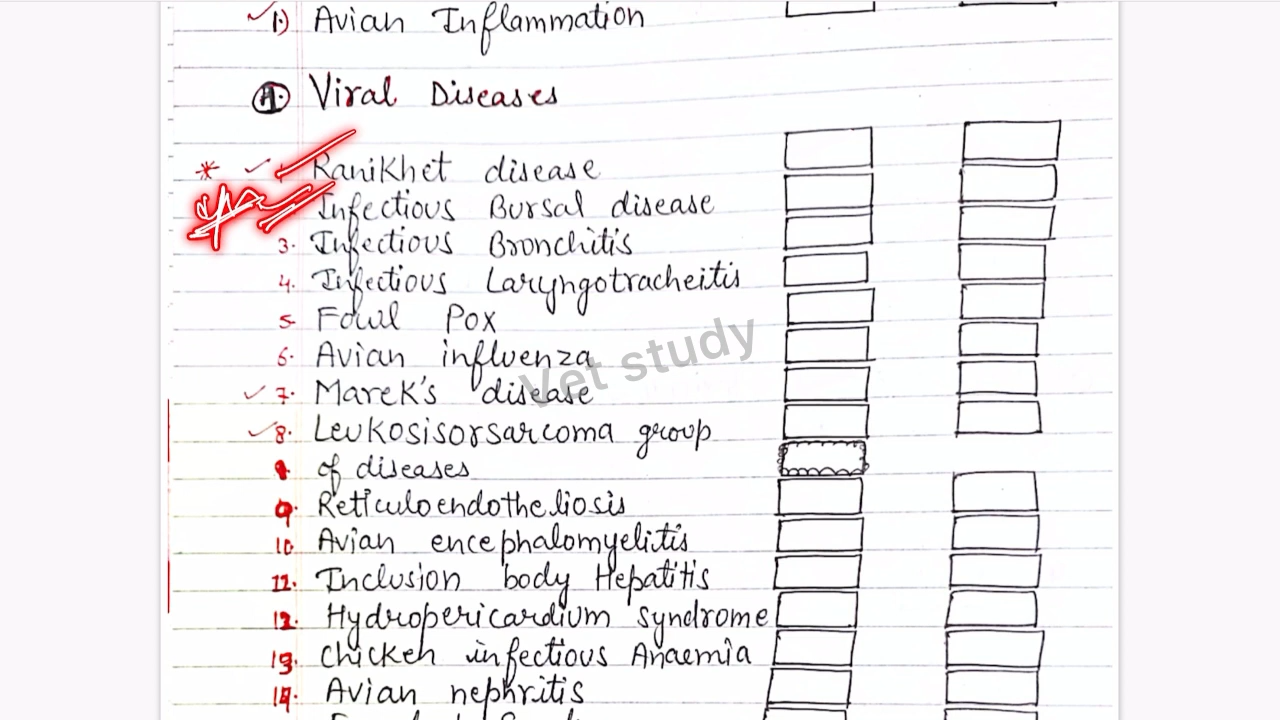 1) Avian Inflammation
A. Viral Diseases
1. Ranikhet disease
Infectious Bursal disease
3. Infectious Bronchitis
4. Infectious Laryngotracheitis
5. Fowl Pox
6. Avian influenza
7. Marek's disease
8. Leukosisorsarcoma group
of diseases
9. Reticuloendotheliosis
10. Avian encephalomyelitis
11. Inclusion body Hepatitis
12. Hydropericardium syndrome
13. Chicken infectious Anaemia
14. Avian nephritis
Vet study